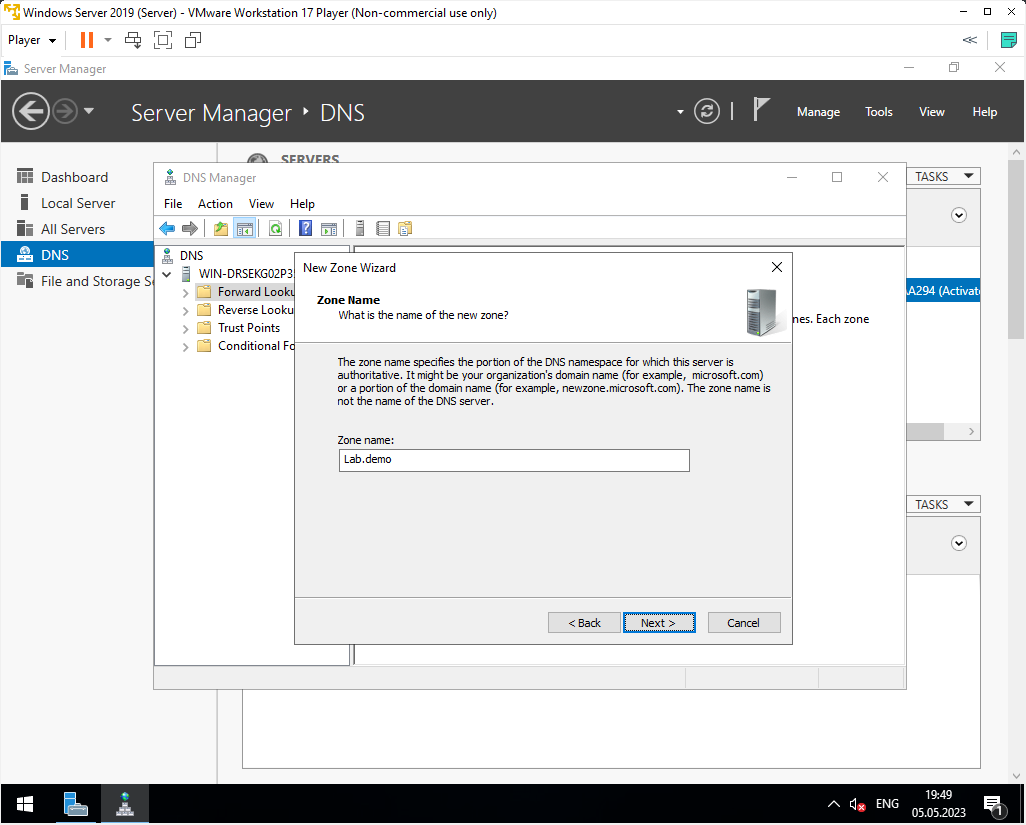 Windows Server 2019 (Server) - VMware Workstation 17 Player (Non-commercial use only)
Player
Server Manager
Server Manager DNS
Manage Tools View Help
Dashboard
Local Server
All Servers
DNS
File and Storage
SERVERS
TASKS
DNS Manager
File Action View Help
DNS
WIN-DRSEKG02P3
Forward Looku
Reverse Looku
Trust Points
Conditional Fo
nes. Each zone
A294 (Activat
New Zone Wizard
Zone Name
What is the name of the new zone?
The zone name specifies the portion of the DNS namespace for which this server is
authoritative. It might be your organization's domain name (for example, microsoft.com)
or a portion of the domain name (for example, newzone.microsoft.com). The zone name is
not the name of the DNS server.
Zone name:
Lab.demo
< Back Next > Cancel
TASKS
ENG
19:49
05.05.2023
1